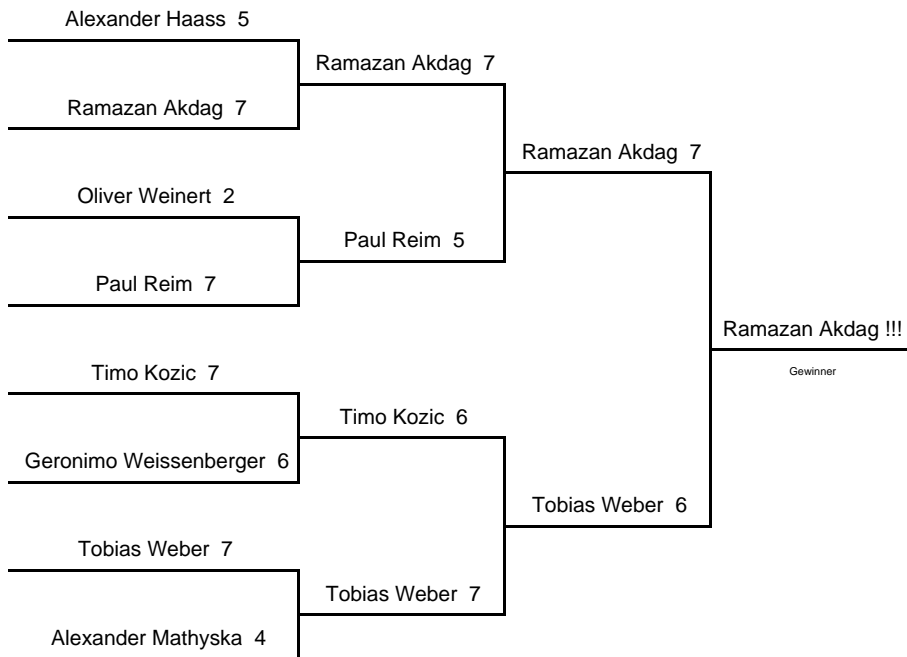 Alexander Haass 5
Ramazan Akdag 7
Ramazan Akdag 7
Ramazan Akdag 7
Oliver Weinert 2
Paul Reim 5
Paul Reim 7
Ramazan Akdag !!!
Gewinner
Timo Kozic 7
Timo Kozic 6
Geronimo Weissenberger 6
Tobias Weber 6
Tobias Weber 7
Tobias Weber 7
Alexander Mathyska 4